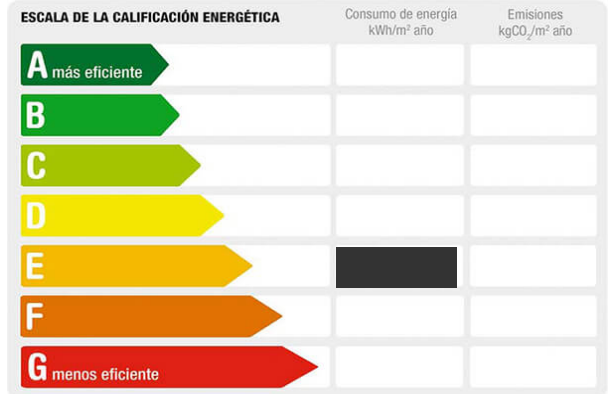 ESCALA DE LA CALIFICACIÓN ENERGÉTICA
Consumo de energía
kWh/m² año
Emisiones
kgCO₂/m² año
A más eficiente
B
C
D
E
F
G menos eficiente